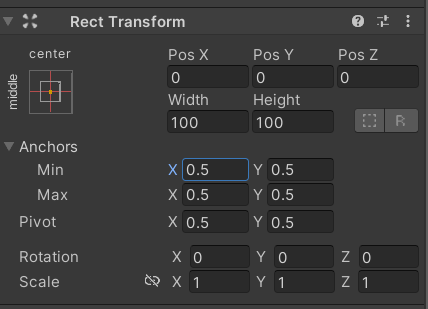 Rect Transform
center
Pos X Pos Y Pos Z
middle
0 0 0
Width Height
100 100 R
Anchors
Min X 0.5 Y 0.5
Max X 0.5 Y 0.5
Pivot X 0.5 Y 0.5
Rotation X 0 Y 0 Z 0
Scale X 1 Y 1 Z 1